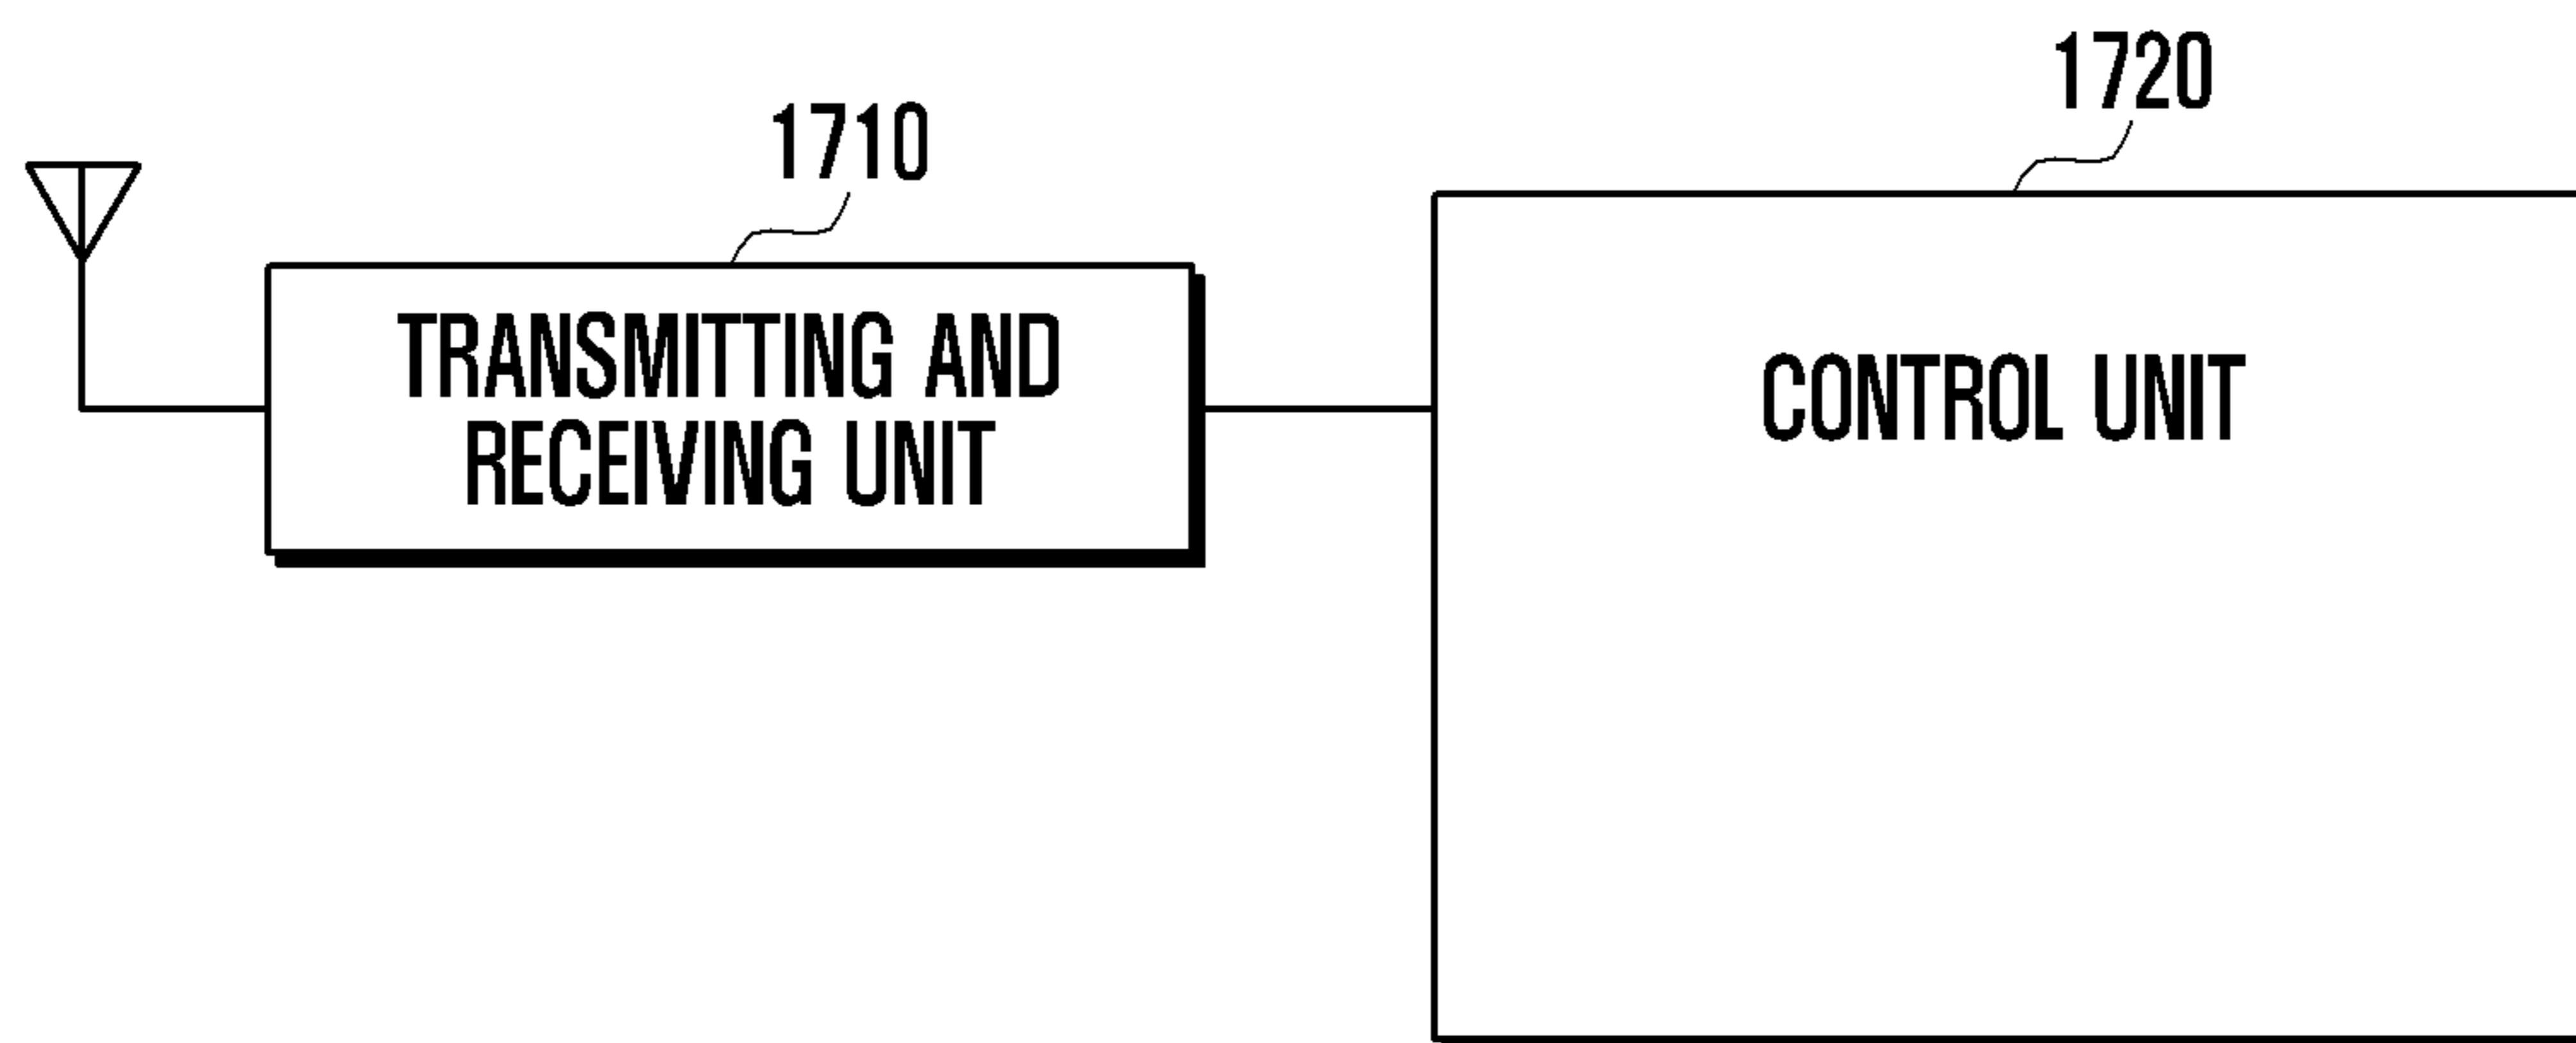 1710
1720
TRANSMITTING AND
RECEIVING UNIT
CONTROL UNIT